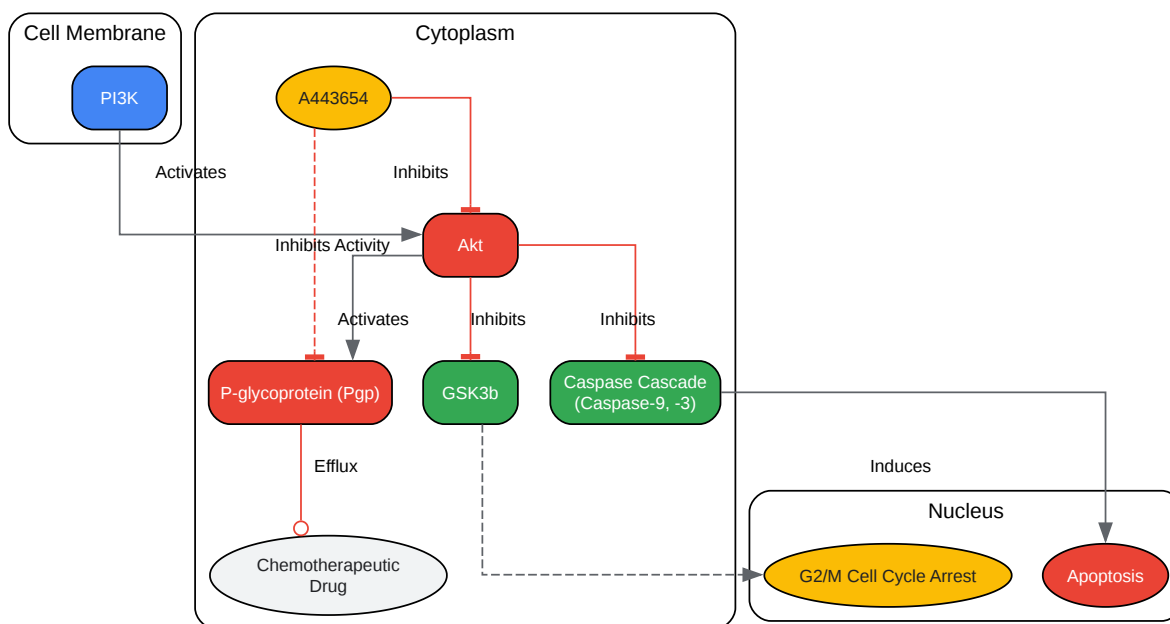 Cell Membrane
Cytoplasm
PI3K
A443654
Activates
Inhibits
Inhibits Activity
Akt
Activates
Inhibits
Inhibits
P-glycoprotein (Pgp)
GSK3b
Caspase Cascade
(Caspase-9, -3)
Efflux
Induces
Nucleus
Chemotherapeutic
Drug
G2/M Cell Cycle Arrest
Apoptosis